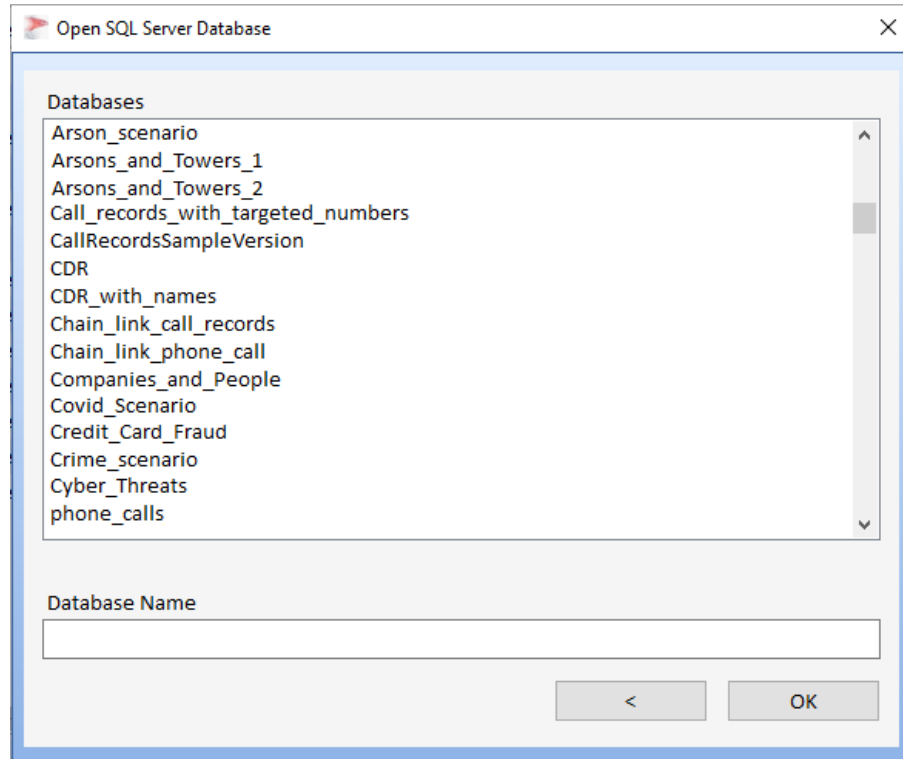 Open SQL Server Database
Databases
Arson_scenario
Arsons_and_Towers_1
Arsons_and_Towers_2
Call_records_with_targeted_numbers
CallRecordsSampleVersion
CDR
CDR_with_names
Chain_link_call_records
Chain_link_phone_call
Companies_and_People
Covid_Scenario
Credit_Card_Fraud
Crime_scenario
Cyber_Threats
phone_calls
Database Name
< OK